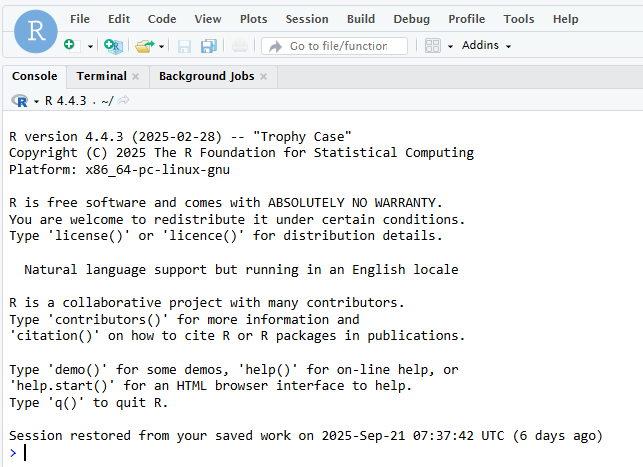 R
File Edit Code View Plots Session Build Debug Profile Tools Help
Go to file/function Addins
Console Terminal Background Jobs
R R 4.4.3 . ~/
R version 4.4.3 (2025-02-28) -- "Trophy Case"
Copyright (C) 2025 The R Foundation for Statistical Computing
Platform: x86_64-pc-linux-gnu
R is free software and comes with ABSOLUTELY NO WARRANTY.
You are welcome to redistribute it under certain conditions.
Type 'license()' or 'licence()' for distribution details.
Natural language support but running in an English locale
R is a collaborative project with many contributors.
Type 'contributors()' for more information and
'citation()' on how to cite R or R packages in publications.
Type 'demo()' for some demos, 'help()' for on-line help, or
'help.start()' for an HTML browser interface to help.
Type 'q()' to quit R.
Session restored from your saved work on 2025-Sep-21 07:37:42 UTC (6 days ago)
>